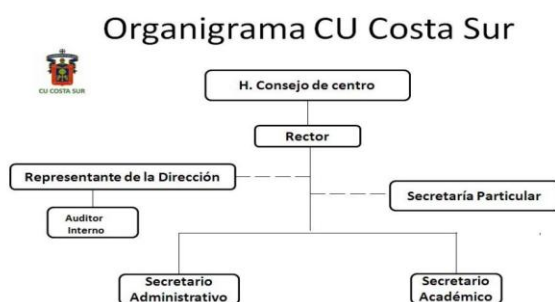 Organigrama CU Costa Sur
CU COSTA SUR
H. Consejo de centro
Rector
Representante de la Dirección
Secretaría Particular
Auditor
Interno
Secretario
Administrativo
Secretario
Académico